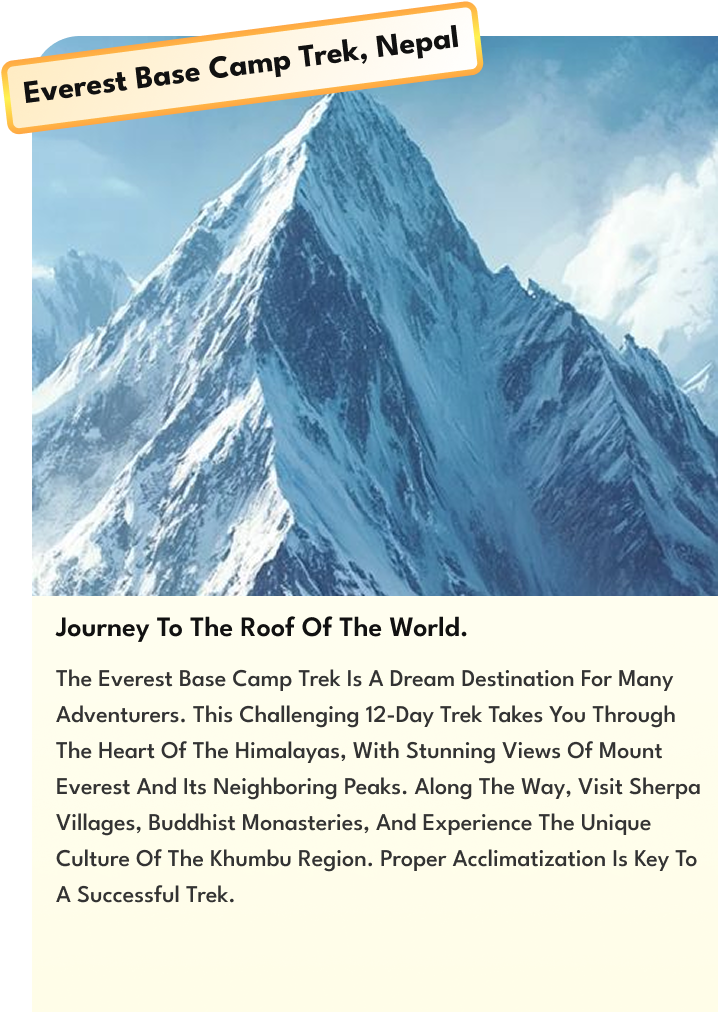 Everest Base Camp Trek, Nepal
Journey To The Roof Of The World.
The Everest Base Camp Trek Is A Dream Destination For Many
Adventurers. This Challenging 12-Day Trek Takes You Through
The Heart Of The Himalayas, With Stunning Views Of Mount
Everest And Its Neighboring Peaks. Along The Way, Visit Sherpa
Villages, Buddhist Monasteries, And Experience The Unique
Culture Of The Khumbu Region. Proper Acclimatization Is Key To
A Successful Trek.